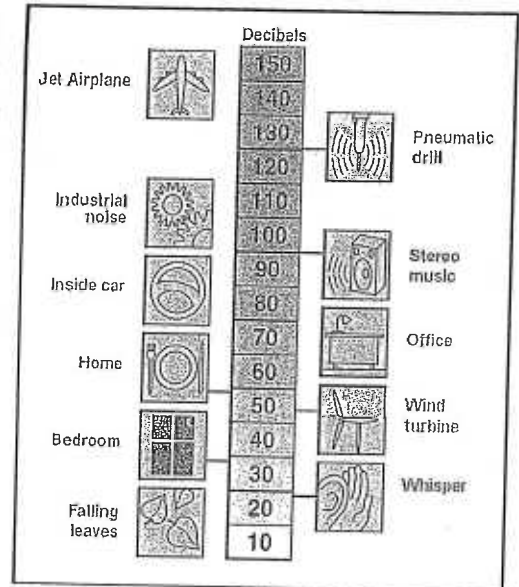 Decibels
150
140
130
120
110
100
90
80
70
60
50
40
30
20
10
Jet Airplane
Industrial
noise
Inside car
Home
Bedroom
Falling
leaves
Pneumatic
drill
Stereo
music
Office
Wind
turbine
Whisper